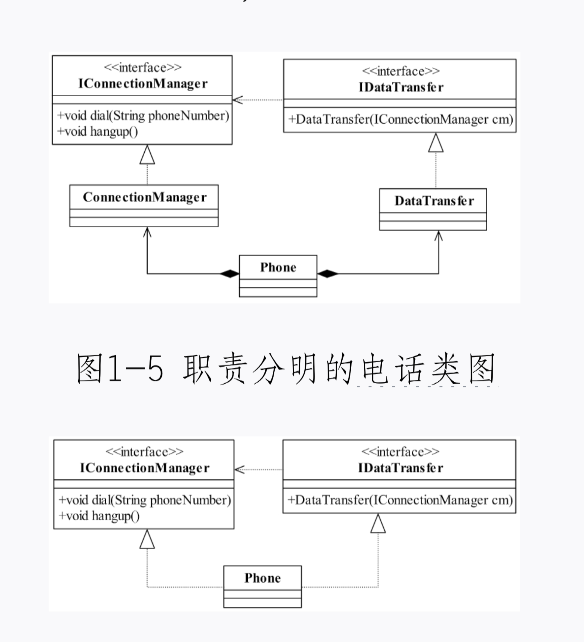 <<interface>>
IConnectionManager
+void dial(String phoneNumber)
+void hangup()
<<interface>>
IDataTransfer
+DataTransfer(IConnectionManager cm)
ConnectionManager
DataTransfer
Phone
图1-5 职责分明的电话类图
<<interface>>
IConnectionManager
+void dial(String phoneNumber)
+void hangup()
<<interface>>
IDataTransfer
+DataTransfer(IConnectionManager cm)
Phone